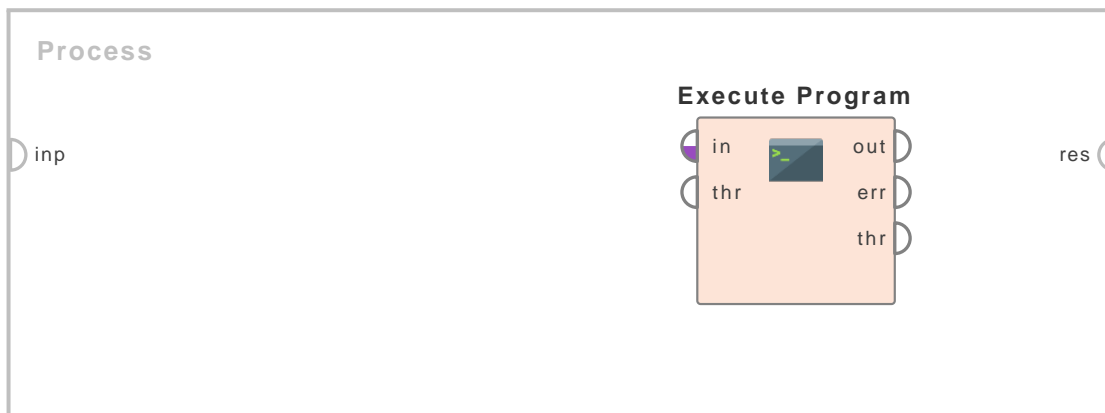 Process
Execute Program
inp
in
out
res
thr
err
thr